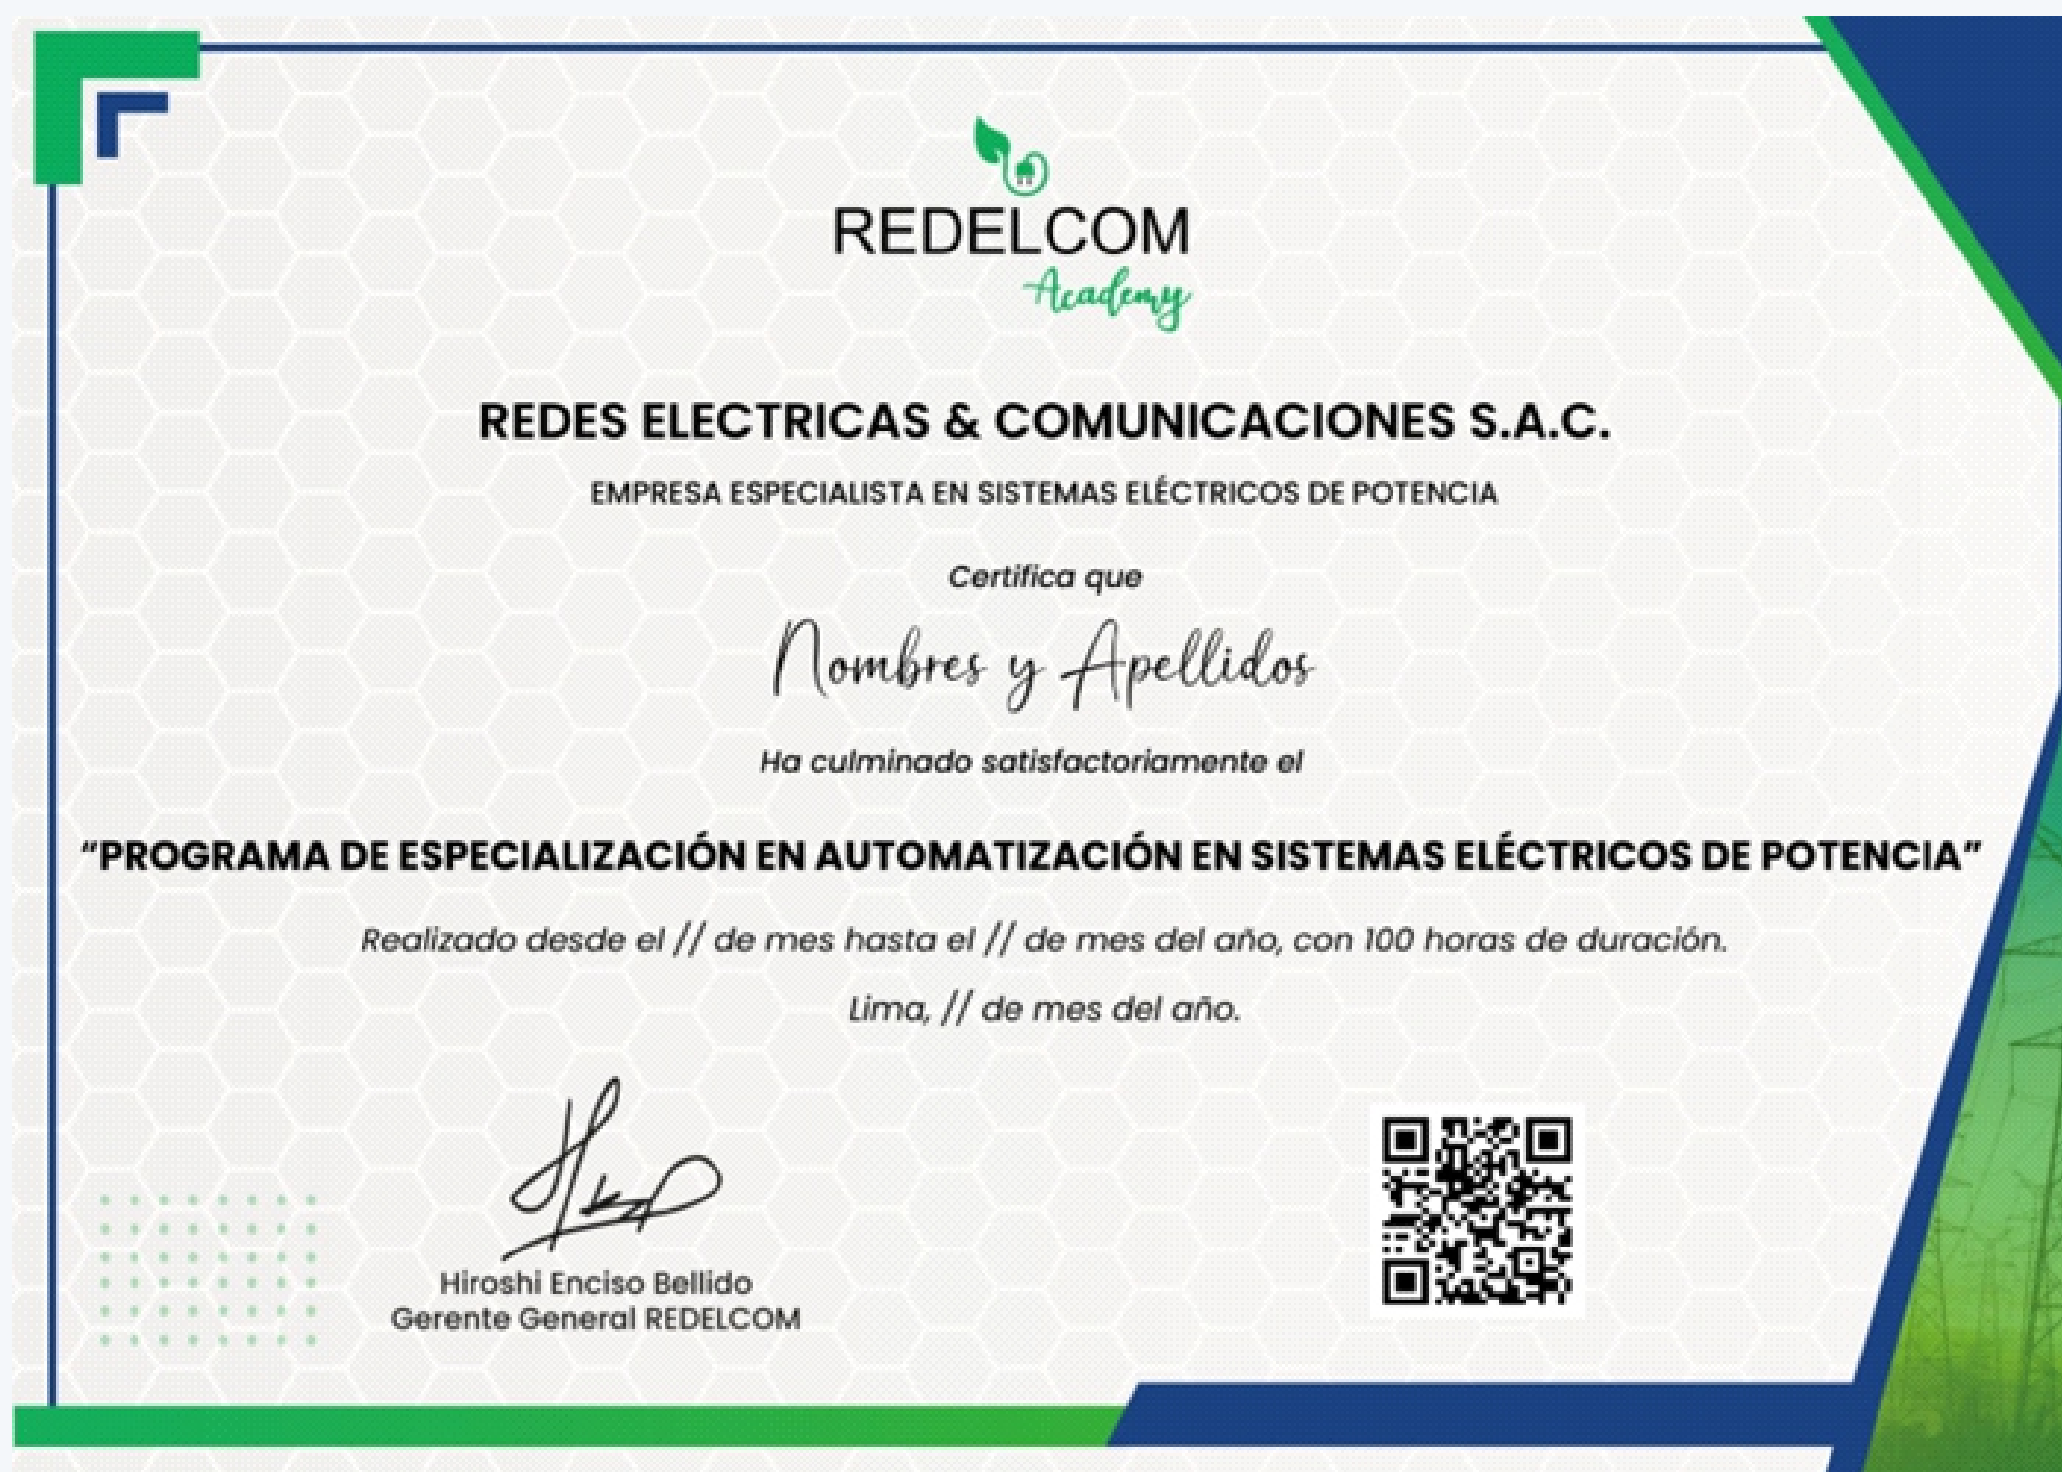 REDELCOM
Academy
REDES ELECTRICAS & COMUNICACIONES S.A.C.
EMPRESA ESPECIALISTA EN SISTEMAS ELÉCTRICOS DE POTENCIA
Certifica que
Nombres y Apellidos
Ha culminado satisfactoriamente el
“PROGRAMA DE ESPECIALIZACIÓN EN AUTOMATIZACIÓN EN SISTEMAS ELÉCTRICOS DE POTENCIA”
Realizado desde el // de mes hasta el // de mes del año, con 100 horas de duración.
Lima, // de mes del año.
Hiroshi Enciso Bellido
Gerente General REDELCOM